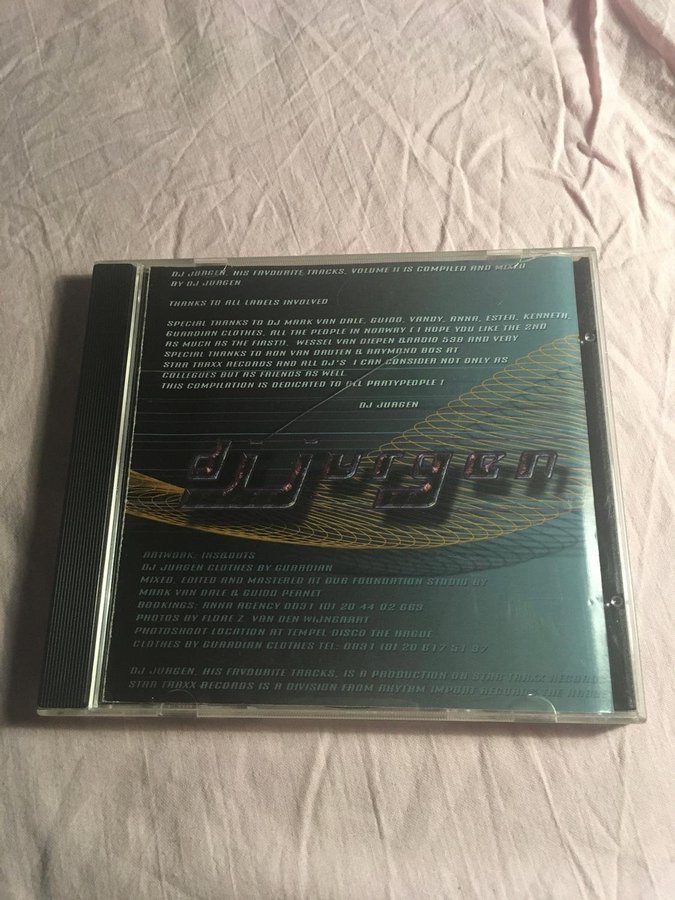 DJ JURGEN, HIS FAVOURITE TRACKS, VOLUME II IS COMPILED AND MIXED
BY DJ JURGEN
THANKS TO ALL LABELS INVOLVED
SPECIAL THANKS TO DJ MARK VAN DALE, GUIDO, VANDY, ANNA, ESTER, KENNETH,
GUARDIAN CLOTHES, ALL THE PEOPLE IN NORWAY ( I HOPE YOU LIKE THE 2ND
AS MUCH AS THE FIRST), WESSEL VAN DIEPEN &RADIO 538 AND VERY
SPECIAL THANKS TO RON VAN DAUTEN & RAYMOND BOS AT
STAR TRAXX RECORDS AND ALL DJ'S I CAN CONSIDER NOT ONLY AS
COLLEGUES BUT AS FRIENDS AS WELL
THIS COMPILATION IS DEDICATED TO ALL PARTYPEOPLE !
DJ JURGEN
dj jurgen
ARTWORK: INS&OUTS
DJ JURGEN CLOTHES BY GUARDIAN
MIXED, EDITED AND MASTERED AT DUB FOUNDATION STUDIO BY
MARK VAN DALE & GUIDO PERNET
BOOKINGS: ANNA AGENCY 0031 (0) 20 44 02 669
PHOTOS BY FLORE Z. VAN DEN WIJNGAART
PHOTOSHOOT LOCATION AT TEMPEL DISCO THE HAGUE
CLOTHES BY GUARDIAN CLOTHES TEL: 0031 (0) 20 617 51 87
DJ JURGEN, HIS FAVOURITE TRACKS, IS A PRODUCTION OD STAR TRAXX RECORDS
STAR TRAXX RECORDS IS A DIVISION FROM RHYTHM IMPORT RECORDS THE HAGUE